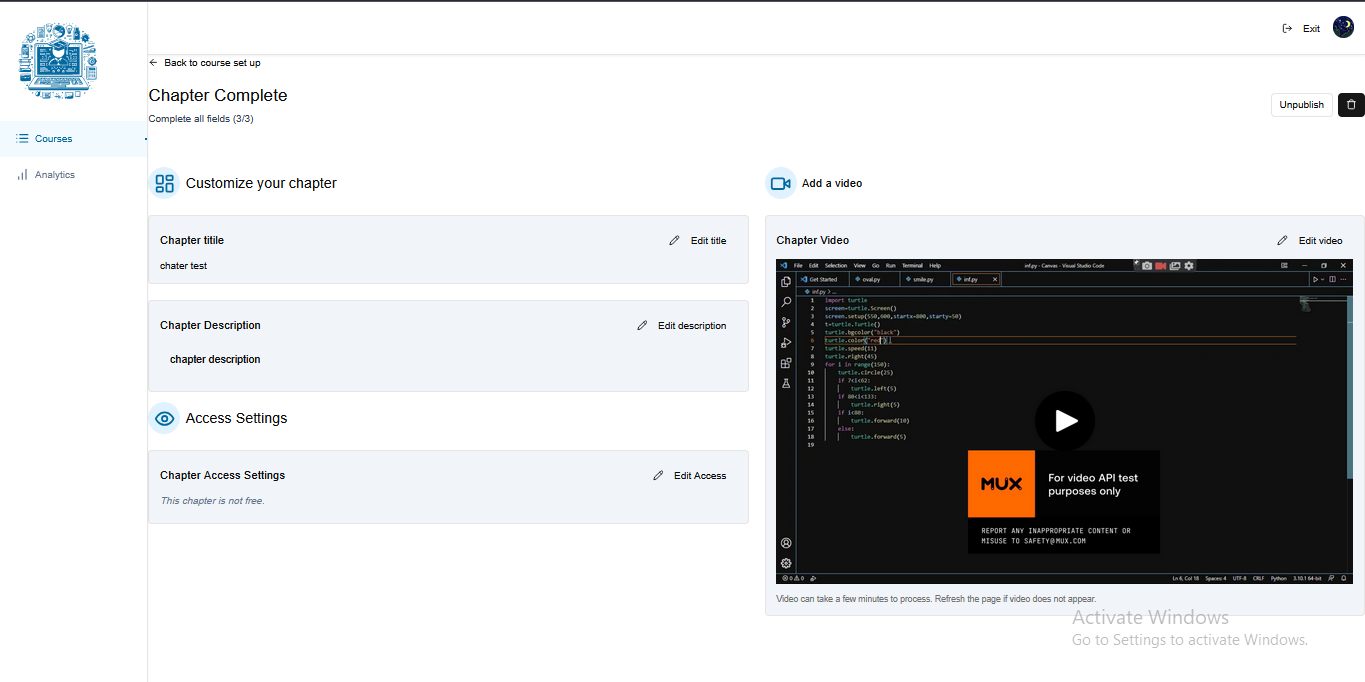 Exit
Back to course set up
Chapter Complete
Complete all fields (3/3)
Unpublish
Courses
Analytics
Customize your chapter
Add a video
Chapter titile
Edit title
chater test
Chapter Description
Edit description
chapter description
Access Settings
Chapter Access Settings
Edit Access
This chapter is not free.
Chapter Video
Edit video
File Edit Selection View Go Run Terminal Help
inf.py - Canvas - Visual Studio Code
Get Started
oval.py
smile.py
inf.py
inf.py > ...
1 import turtle
2 screen=turtle.Screen()
3 screen.setup(550,600,startx=800,starty=50)
4 t=turtle.Turtle()
5 turtle.bgcolor("black")
6 turtle.color("red")
7 turtle.speed(11)
8 turtle.right(45)
9 for i in range(150):
10 turtle.circle(25)
11 if 7<i<62:
12 turtle.left(5)
13 if 80<i<133:
14 turtle.right(5)
15 if i<80:
16 turtle.forward(10)
17 else:
18 turtle.forward(5)
19
MUX
For video API test
purposes only
REPORT ANY INAPPROPRIATE CONTENT OR
MISUSE TO SAFETY@MUX.COM
0 0
Ln 6, Col 18 Spaces: 4 UTF-8 CRLF Python 3.10.1 64-bit
Video can take a few minutes to process. Refresh the page if video does not appear.
Activate Windows
Go to Settings to activate Windows.